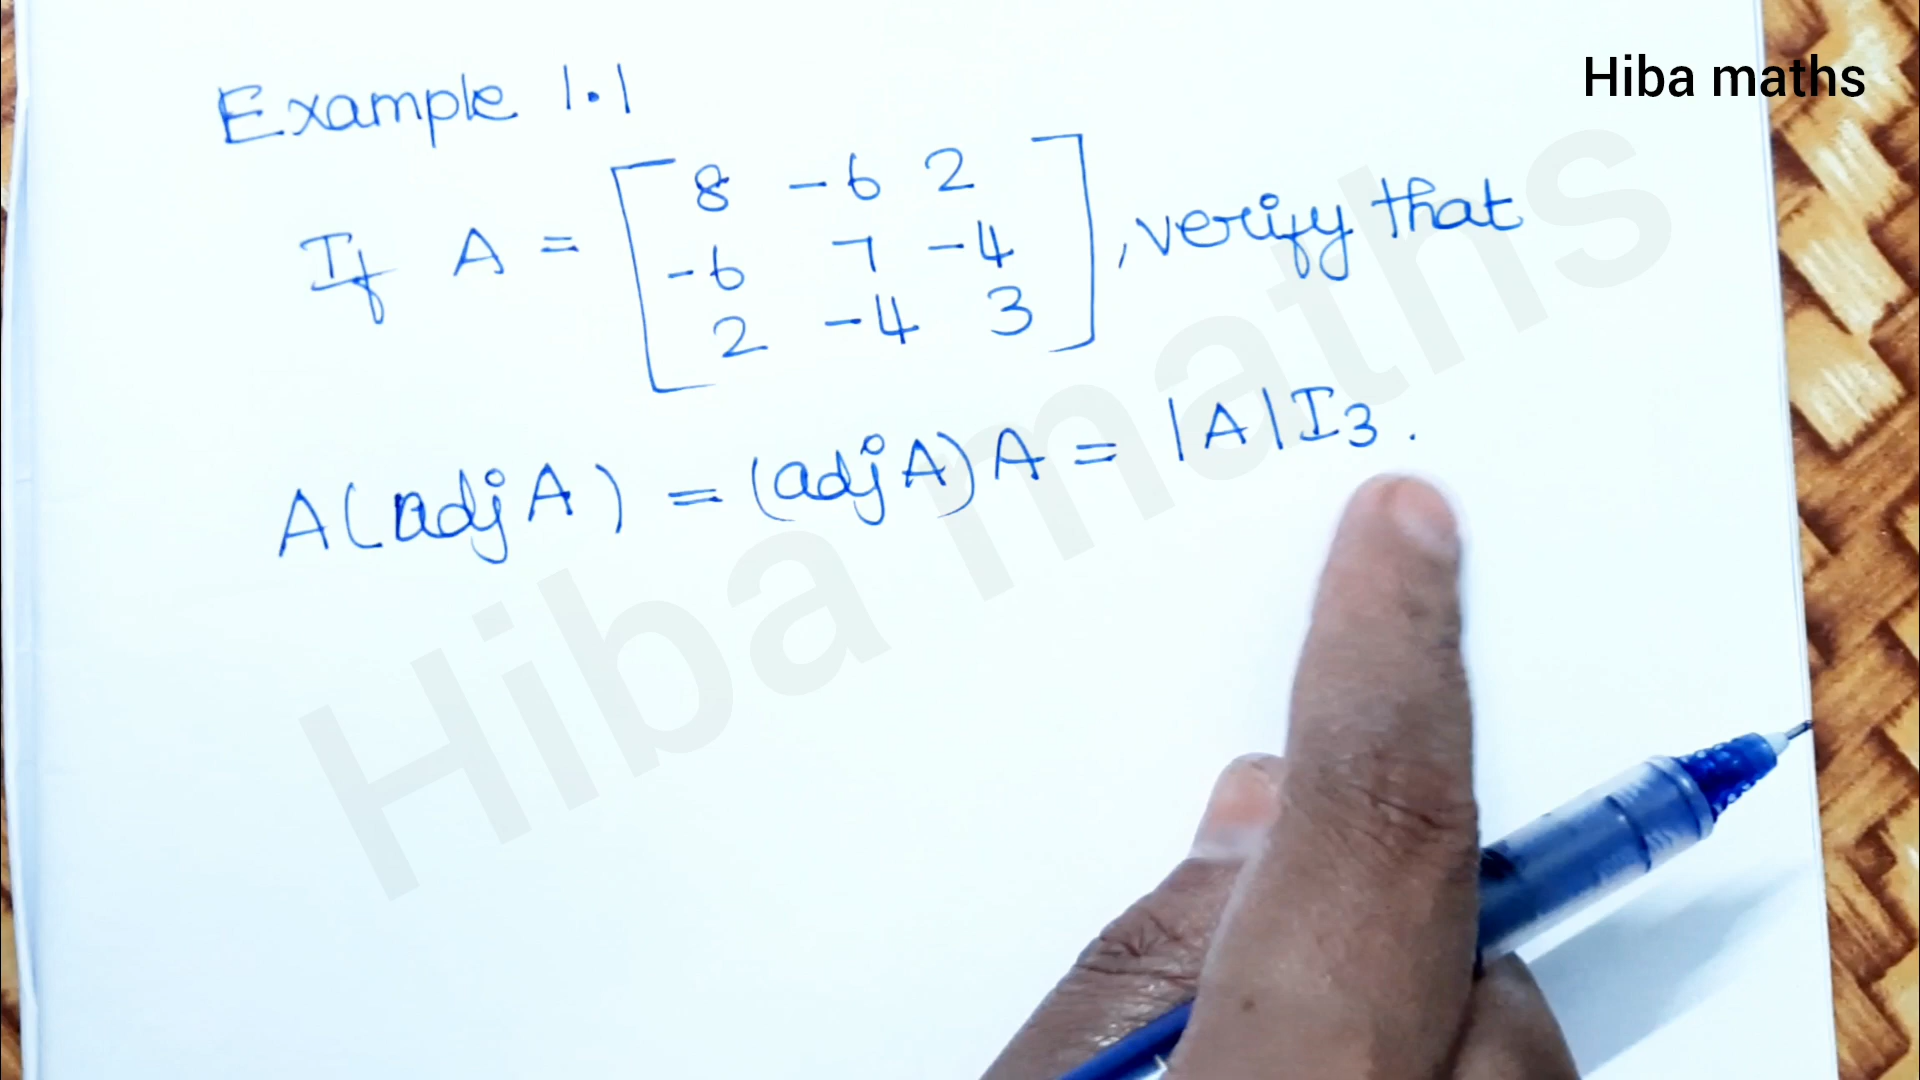 Hiba maths
Example 1.1
If A = [ 8 -6 2
-6 7 -4
2 -4 3 ], verify that
A(adj A) = (adj A) A = |A| I3.
Hiba maths